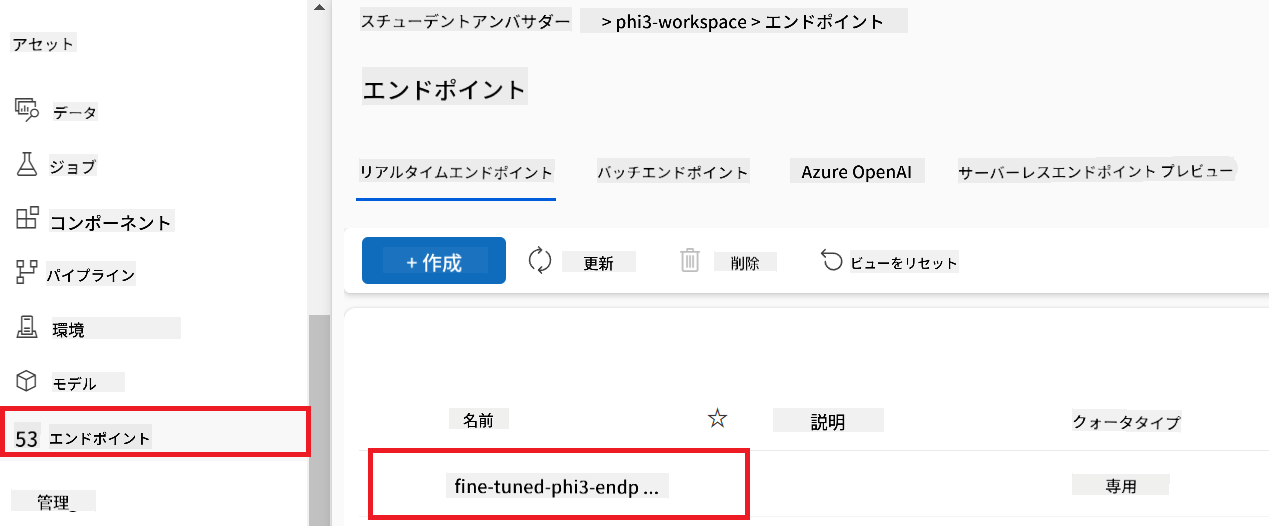 アセット
データ
ジョブ
コンポーネント
パイプライン
環境
モデル
53 エンドポイント
管理_
スチューデントアンバサダー > phi3-workspace > エンドポイント
エンドポイント
リアルタイムエンドポイント バッチエンドポイント Azure OpenAI サーバーレスエンドポイント プレビュー
+ 作成 更新 削除 ビューをリセット
名前 説明 クォータタイプ
fine-tuned-phi3-endp ... 専用